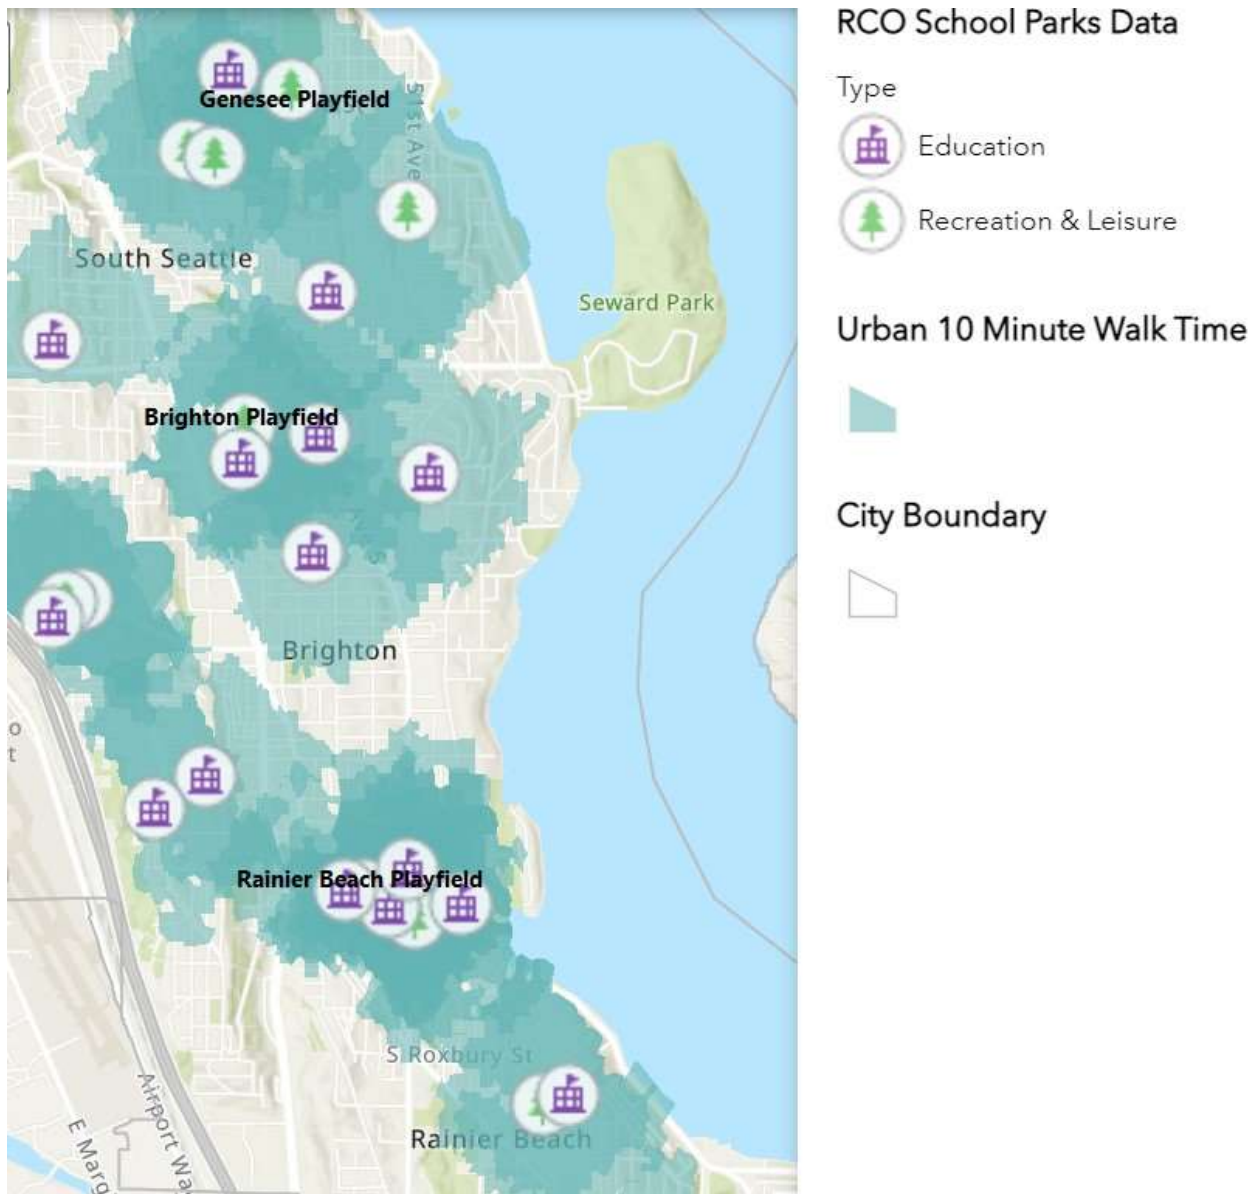 Genesee Playfield
51st Ave
South Seattle
Seward Park
Brighton Playfield
Brighton
Rainier Beach Playfield
S Roxbury St
Rainier Beach
Airport Wa
E Marg
o
t
RCO School Parks Data
Type
Education
Recreation & Leisure
Urban 10 Minute Walk Time
City Boundary